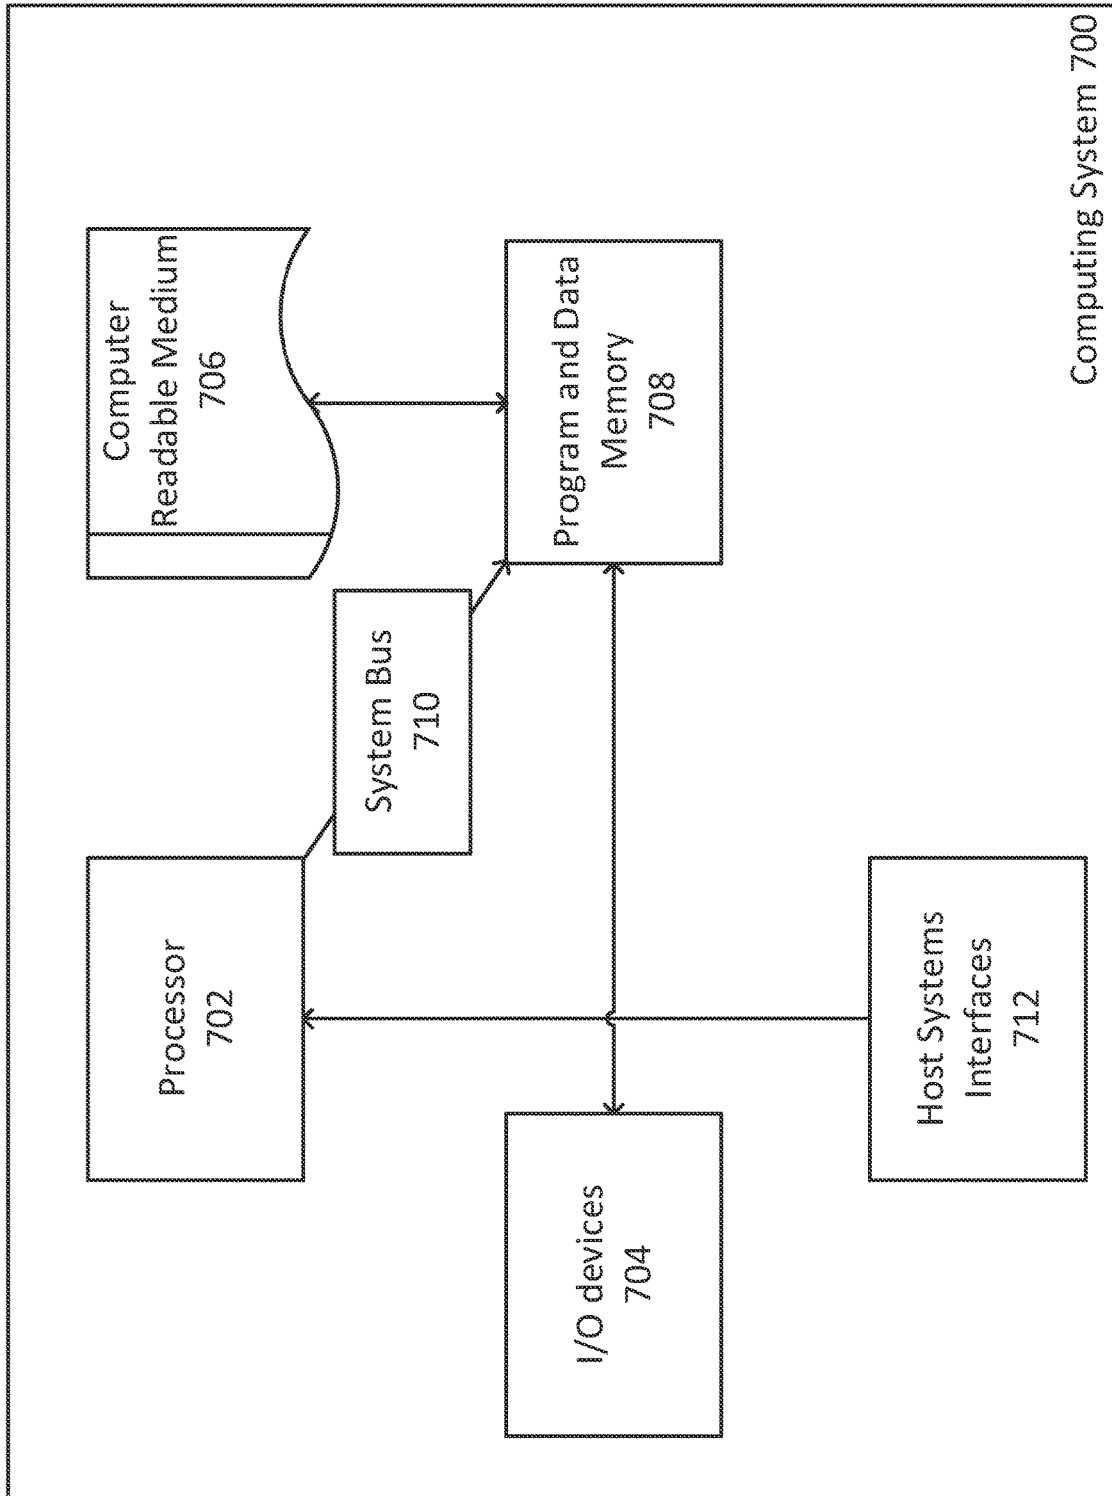 Processor
702
System Bus
710
Computer
Readable Medium
706
I/O devices
704
Program and Data
Memory
708
Host Systems
Interfaces
712
Computing System 700